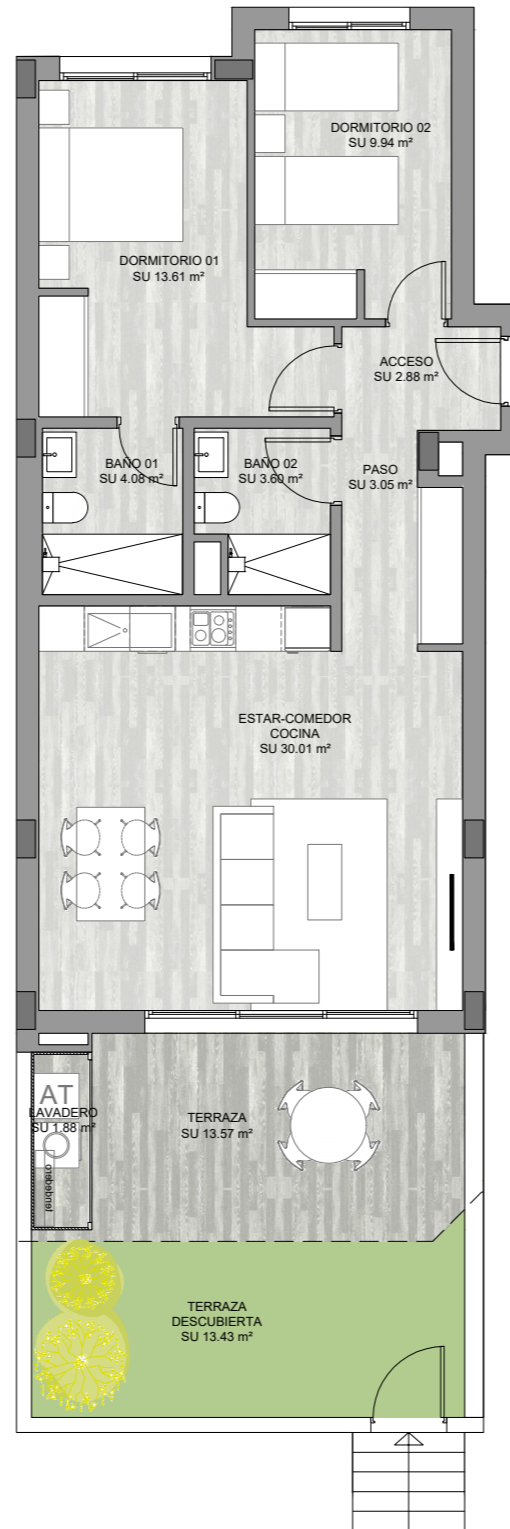 DORMITORIO 02
SU 9.94 m²
DORMITORIO 01
SU 13.61 m²
ACCESO
SU 2.88 m²
BAÑO 01
SU 4.08 m²
BAÑO 02
SU 3.60 m²
PASO
SU 3.05 m²
ESTAR-COMEDOR
COCINA
SU 30.01 m²
AT
LAVADERO
SU 1.88 m²
TERRAZA
SU 13.57 m²
TERRAZA
DESCUBIERTA
SU 13.43 m²